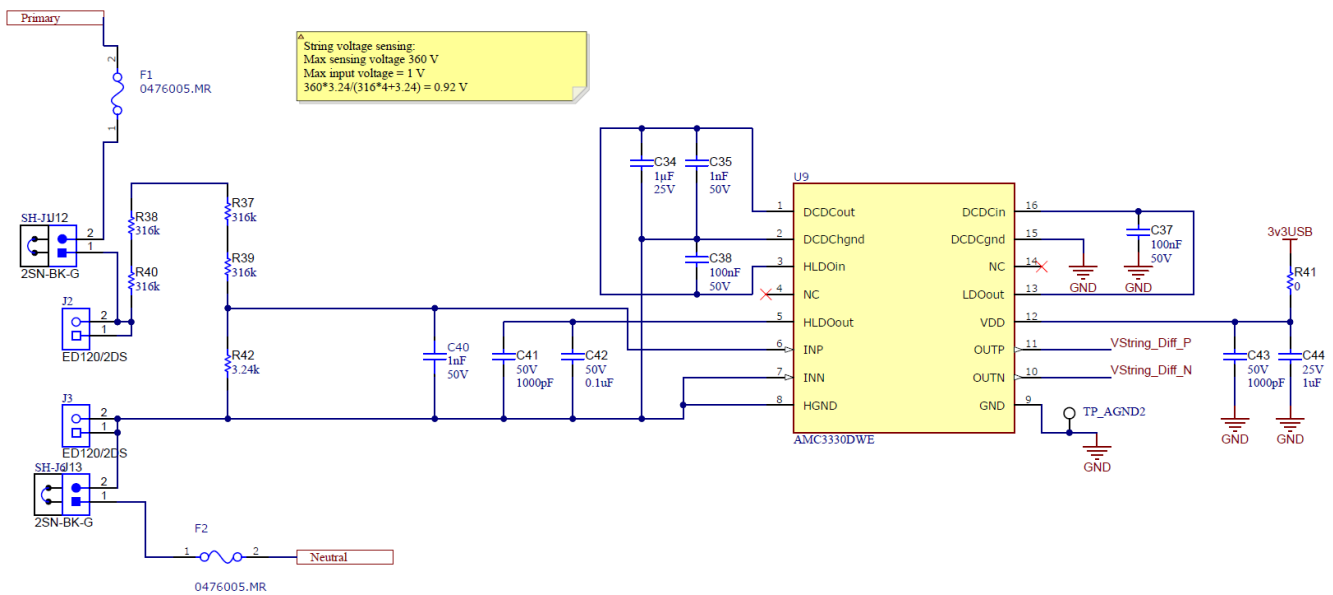 Primary
2
F1
0476005.MR
1
String voltage sensing:
Max sensing voltage 360 V
Max input voltage = 1 V
360*3.24/(316*4+3.24) = 0.92 V
SH-J1
J12
2
1
2SN-BK-G
R38
316k
R40
316k
R37
316k
R39
316k
J2
2
1
ED120/2DS
R42
3.24k
J3
2
1
ED120/2DS
J13
2
1
2SN-BK-G
F2
1
2
0476005.MR
Neutral
C40
1nF
50V
C41
50V
1000pF
C42
50V
0.1uF
C34
1µF
25V
C35
1nF
50V
C38
100nF
50V
U9
1
DCDCout
2
DCDChgnd
3
HLDOin
4
NC
5
HLDOout
6
INP
7
INN
8
HGND
DCDCin
16
DCDCgnd
15
NC
14
LDOout
13
VDD
12
OUTP
11
OUTN
10
GND
9
AMC3330DWE
C37
100nF
50V
GND
GND
3v3USB
R41
0
VString_Diff_P
VString_Diff_N
TP_AGND2
GND
C43
50V
1000pF
GND
C44
25V
1uF
GND